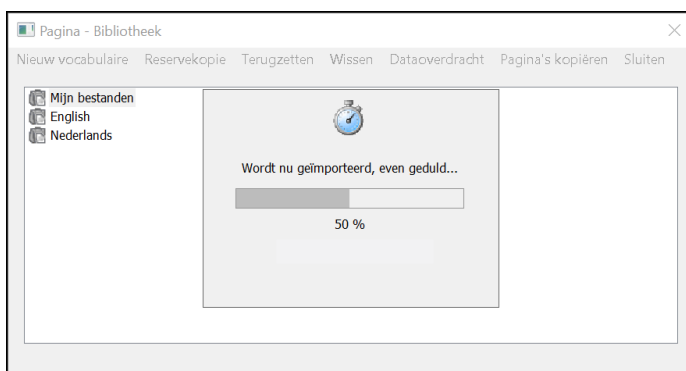 Pagina - Bibliotheek
Nieuw vocabulaire Reservekopie Terugzetten Wissen Dataoverdracht Pagina's kopiëren Sluiten
Mijn bestanden
English
Nederlands
Wordt nu geïmporteerd, even geduld...
50 %